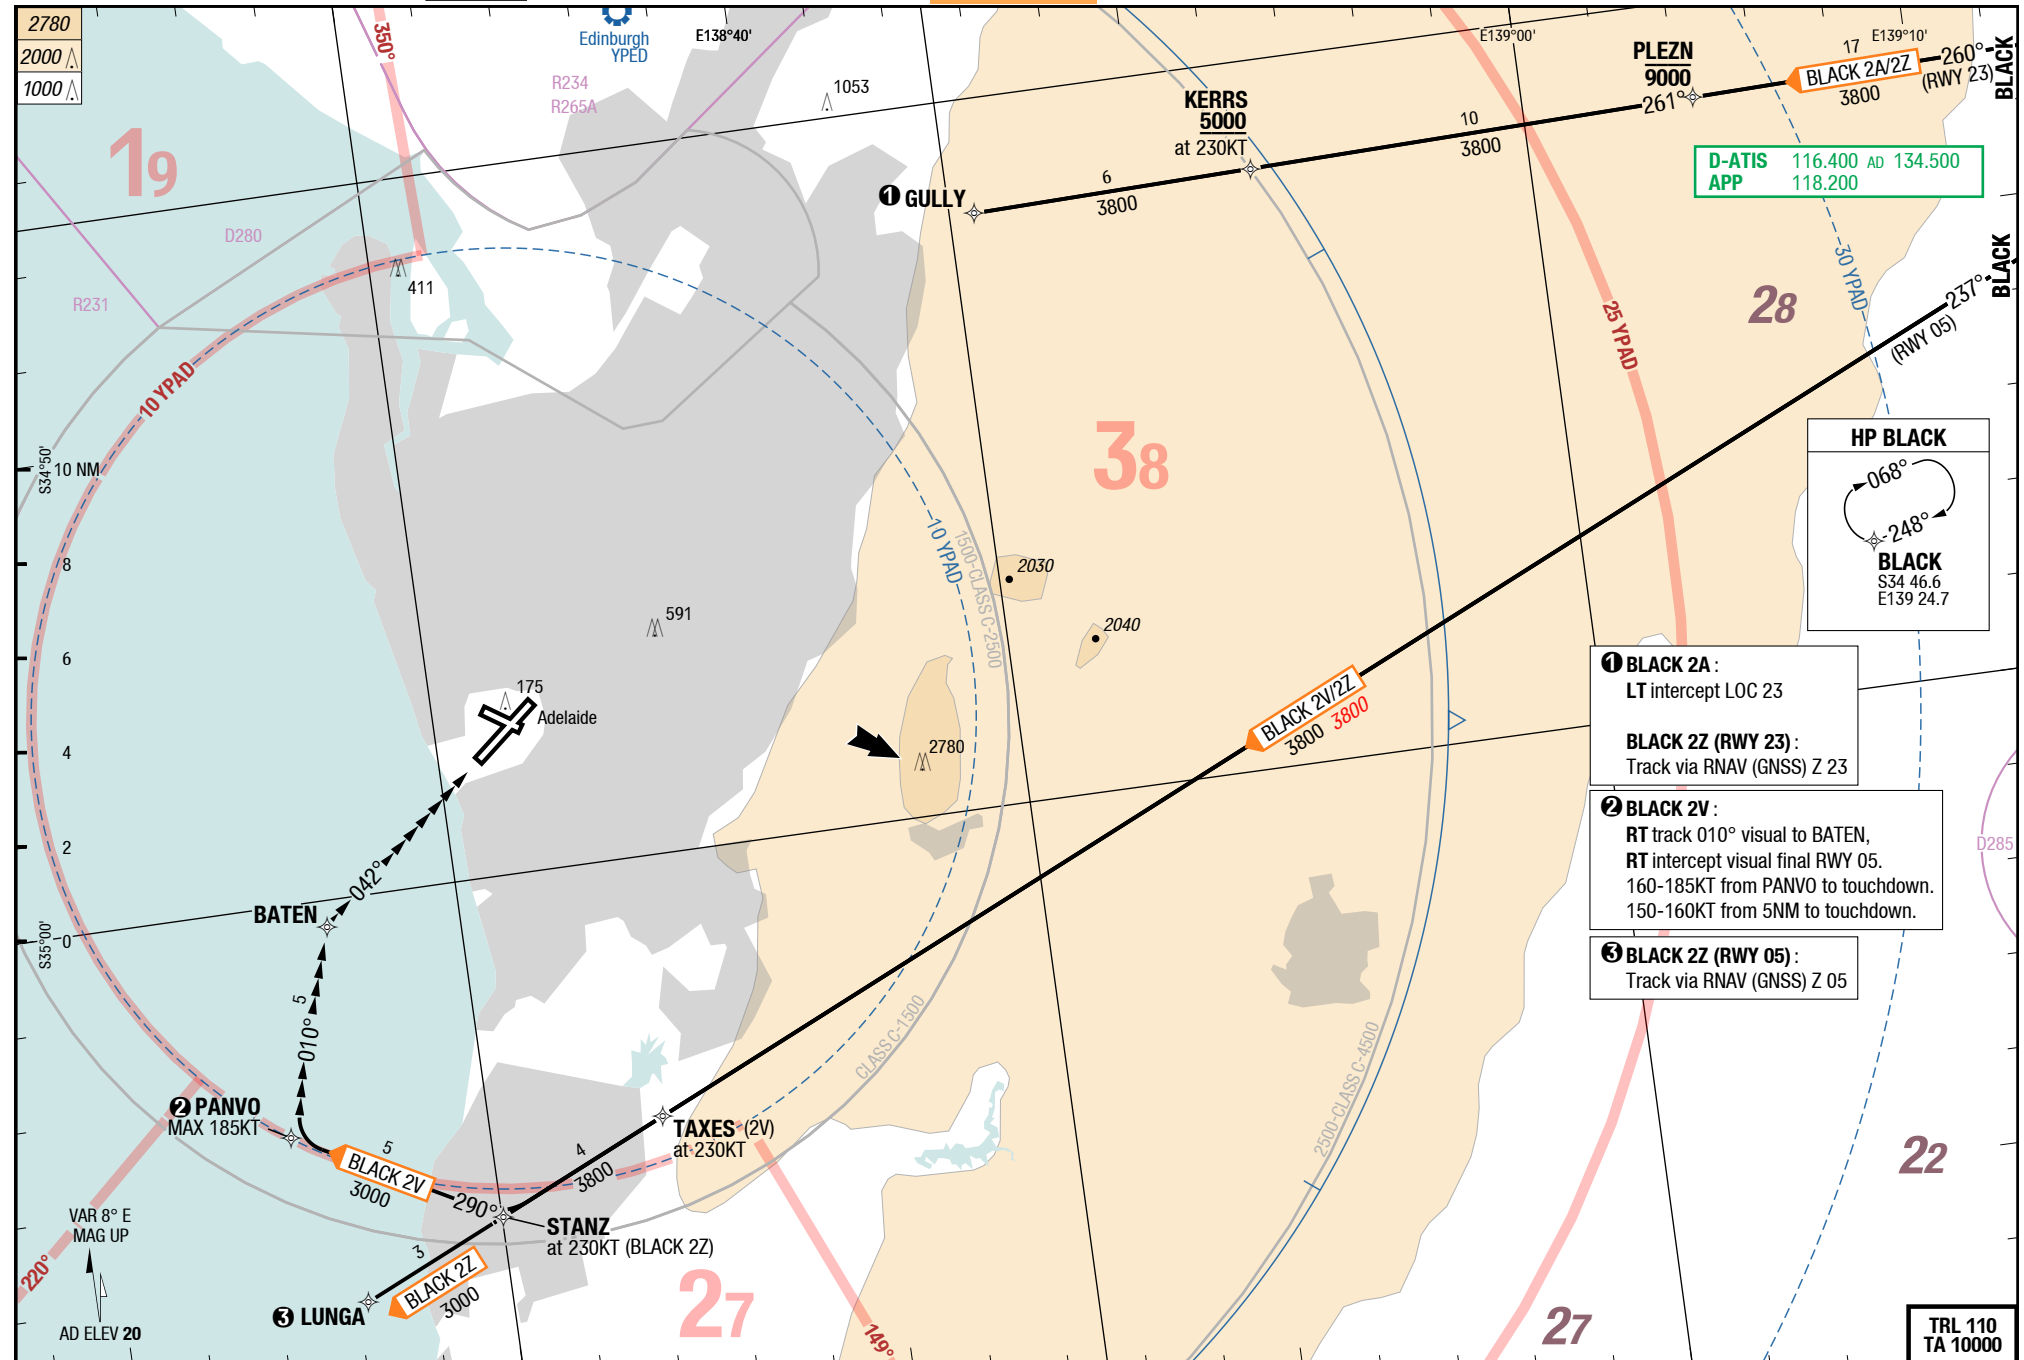 2780
2000
1000
350°
Edinburgh
YPED
E138°40'
E139°00'
E139°10'
R234
R265A
1053
19
D280
R231
411
10 YPAD
KERRS
5000
at 230KT
PLEZN
9000
261°
17
BLACK 2A/2Z
3800
260°
(RWY 23)
BLACK
10
3800
6
3800
1 GULLY
D-ATIS 116.400 AD 134.500
APP 118.200
BLACK
237°
(RWY 05)
30 YPAD
28
25 YPAD
38
HP BLACK
068°
248°
BLACK
S34 46.6
E139 24.7
S34°50'
10 NM
8
6
4
2
0
S35°00'
10 YPAD
1500-CLASS C-2500
2030
2040
591
175
Adelaide
2780
BLACK 2V/2Z
3800 3800
1 BLACK 2A :
LT intercept LOC 23
BLACK 2Z (RWY 23) :
Track via RNAV (GNSS) Z 23
2 BLACK 2V :
RT track 010° visual to BATEN,
RT intercept visual final RWY 05.
160-185KT from PANVO to touchdown.
150-160KT from 5NM to touchdown.
3 BLACK 2Z (RWY 05) :
Track via RNAV (GNSS) Z 05
D285
042°
BATEN
5
010°
CLASS C-1500
2500-CLASS C-4500
2 PANVO
MAX 185KT
5
BLACK 2V
3000
290°
4
3800
TAXES (2V)
at 230KT
STANZ
at 230KT (BLACK 2Z)
3
BLACK 2Z
3000
3 LUNGA
VAR 8° E
MAG UP
220°
AD ELEV 20
27
149°
27
22
TRL 110
TA 10000